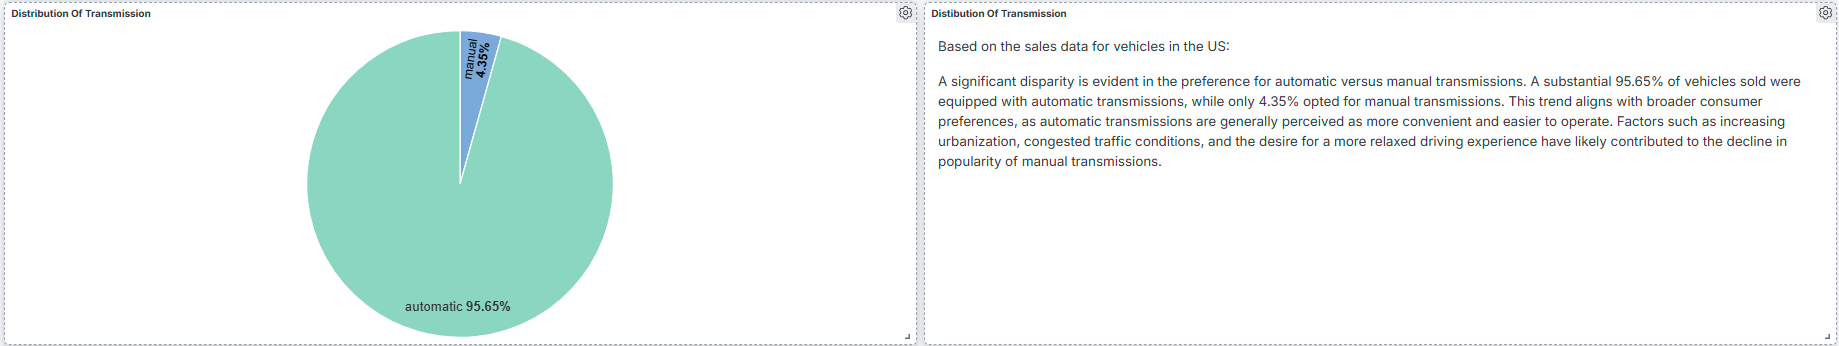 Distribution Of Transmission
manual
4.35%
automatic 95.65%
Distibution Of Transmission
Based on the sales data for vehicles in the US:
A significant disparity is evident in the preference for automatic versus manual transmissions. A substantial 95.65% of vehicles sold were
equipped with automatic transmissions, while only 4.35% opted for manual transmissions. This trend aligns with broader consumer
preferences, as automatic transmissions are generally perceived as more convenient and easier to operate. Factors such as increasing
urbanization, congested traffic conditions, and the desire for a more relaxed driving experience have likely contributed to the decline in
popularity of manual transmissions.